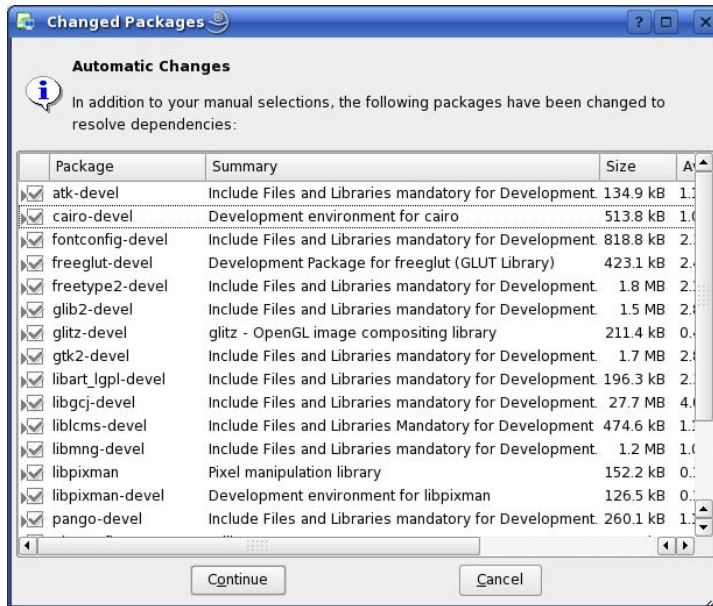 Changed Packages
Automatic Changes
In addition to your manual selections, the following packages have been changed to
resolve dependencies:
Package Summary Size
atk-devel Include Files and Libraries mandatory for Development. 134.9 kB
cairo-devel Development environment for cairo 513.8 kB
fontconfig-devel Include Files and Libraries mandatory for Development. 818.8 kB
freeglut-devel Development Package for freeglut (GLUT Library) 423.1 kB
freetype2-devel Include Files and Libraries mandatory for Development. 1.8 MB
glib2-devel Include Files and Libraries mandatory for Development. 1.5 MB
glitz-devel glitz - OpenGL image compositing library 211.4 kB
gtk2-devel Include Files and Libraries mandatory for Development. 1.7 MB
libart_lgpl-devel Include Files and Libraries mandatory for Development. 196.3 kB
libgcj-devel Include Files and Libraries mandatory for Development. 27.7 MB
liblcms-devel Include Files and Libraries Mandatory for Development 474.6 kB
libmng-devel Include Files and Libraries mandatory for Development. 1.2 MB
libpixman Pixel manipulation library 152.2 kB
libpixman-devel Development environment for libpixman 126.5 kB
pango-devel Include Files and Libraries mandatory for Development. 260.1 kB
Continue Cancel